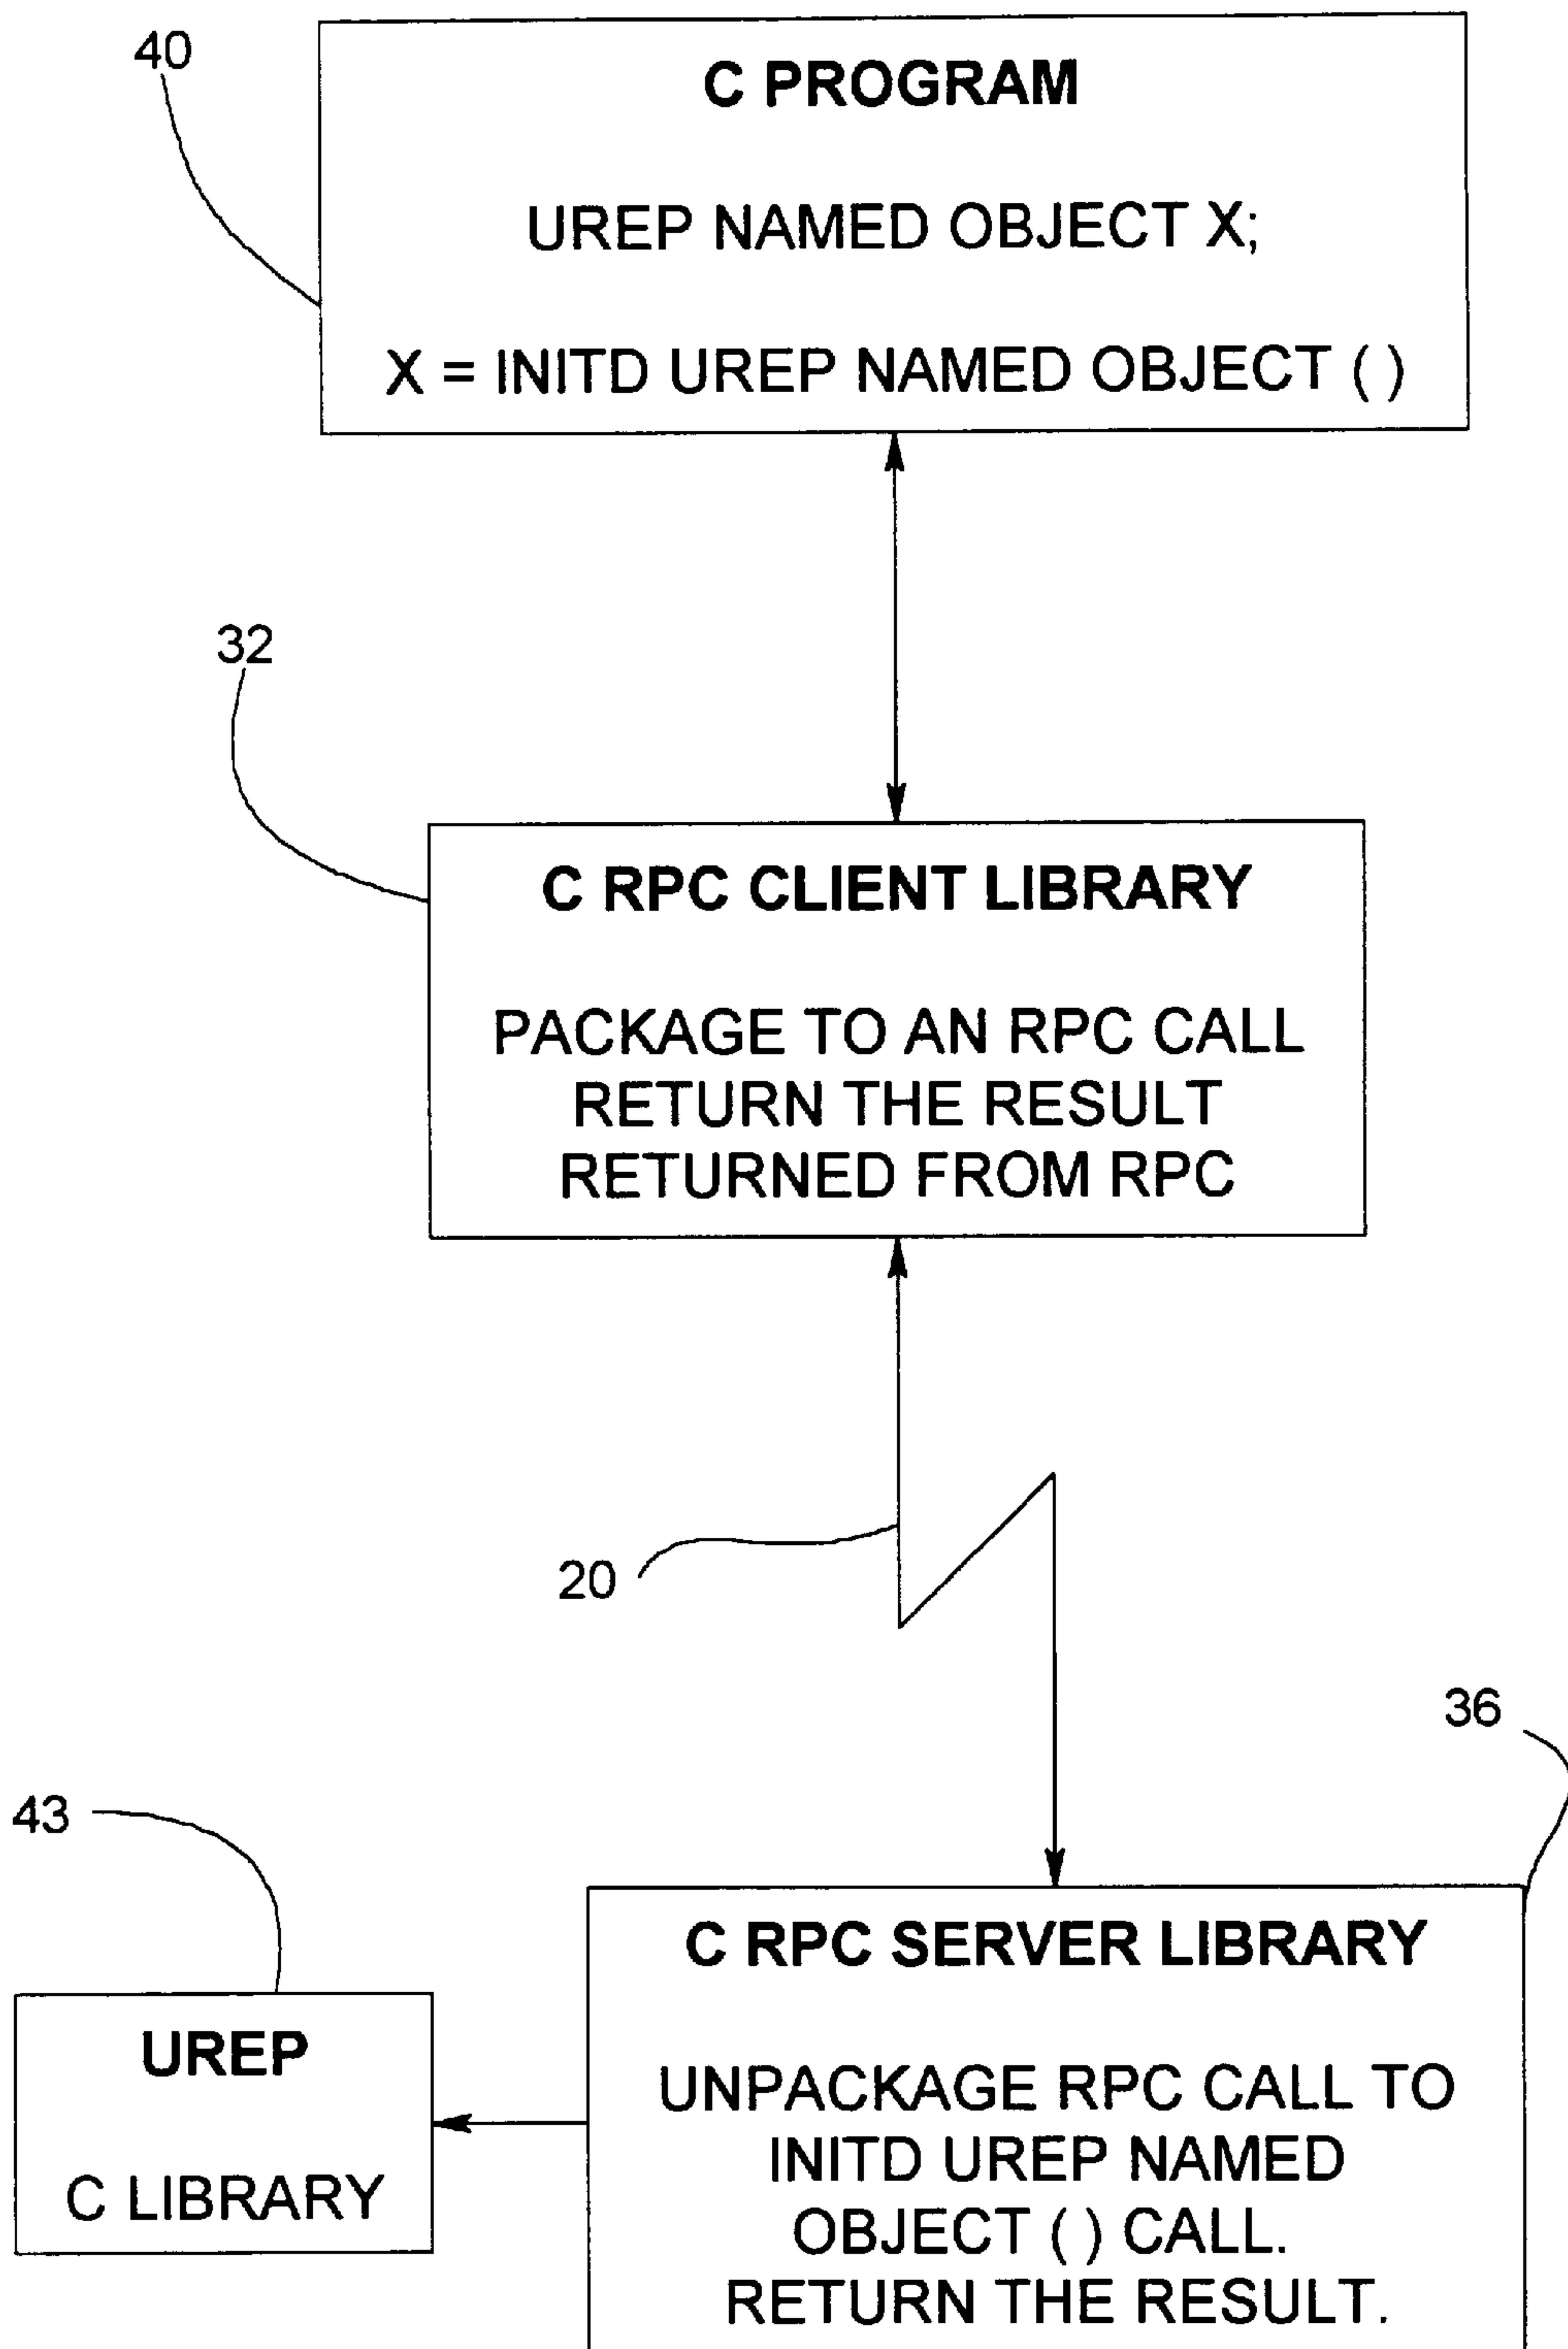 40
C PROGRAM
UREP NAMED OBJECT X;
X = INITD UREP NAMED OBJECT ( )
32
C RPC CLIENT LIBRARY
PACKAGE TO AN RPC CALL
RETURN THE RESULT
RETURNED FROM RPC
20
36
43
C RPC SERVER LIBRARY
UNPACKAGE RPC CALL TO
INITD UREP NAMED
OBJECT ( ) CALL.
RETURN THE RESULT.
UREP
C LIBRARY